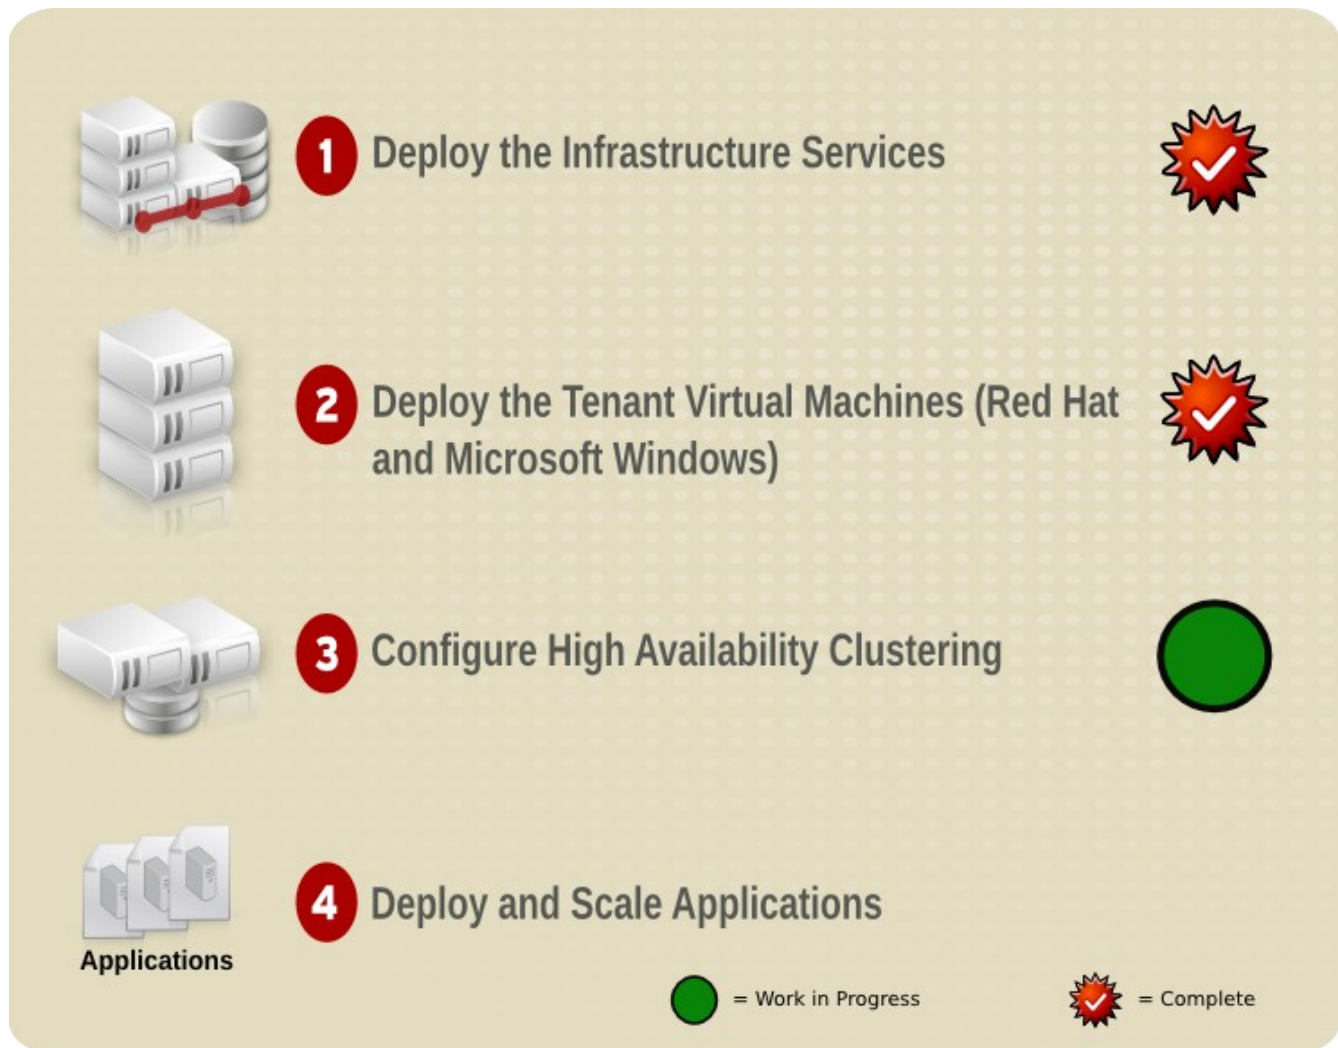 1 Deploy the Infrastructure Services
2 Deploy the Tenant Virtual Machines (Red Hat
and Microsoft Windows)
3 Configure High Availability Clustering
4 Deploy and Scale Applications
Applications
= Work in Progress
= Complete